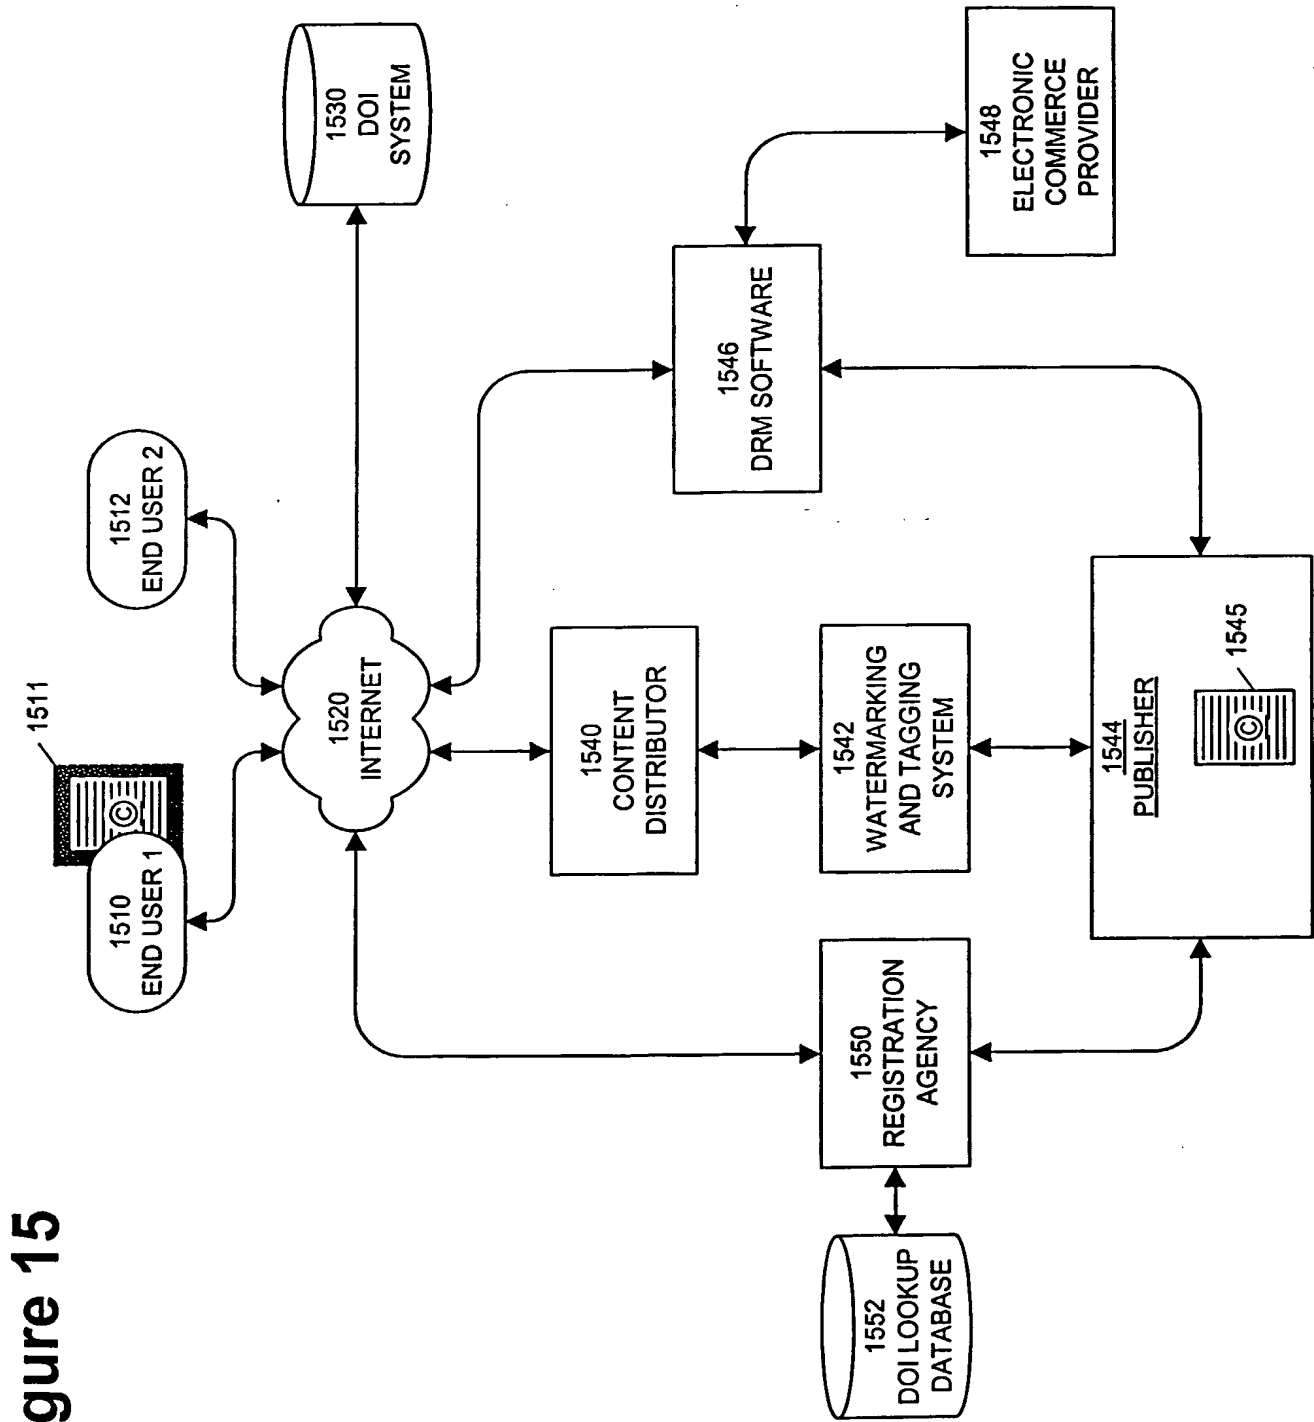 gure 15
1511
1510
END USER 1
©
1512
END USER 2
1520
INTERNET
1530
DOI
SYSTEM
1540
CONTENT
DISTRIBUTOR
1546
DRM SOFTWARE
1548
ELECTRONIC
COMMERCE
PROVIDER
1552
DOI LOOKUP
DATABASE
1550
REGISTRATION
AGENCY
1542
WATERMARKING
AND TAGGING
SYSTEM
1544
PUBLISHER
1545
©